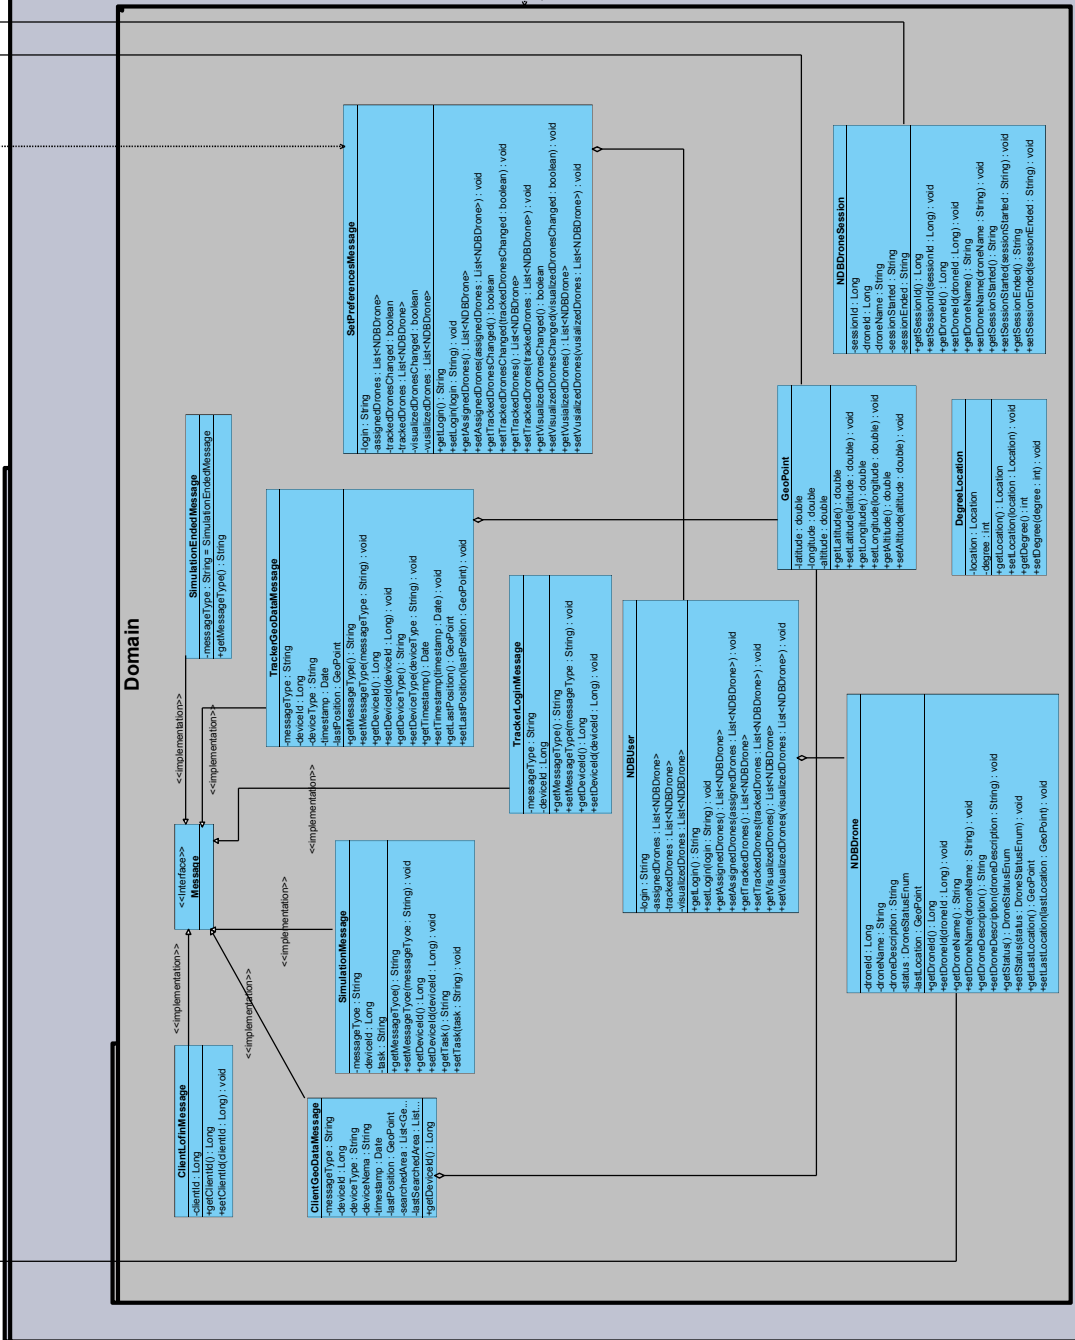 Domain
<<Interface>>
Message
<<implementation>>
<<implementation>>
<<implementation>>
<<implementation>>
<<implementation>>
<<implementation>>
ClientLofinMessage
-clientId : Long
+getClientId() : Long
+setClientId(clientId : Long) : void
SimulationEndedMessage
-messageType : String = SimulationEndedMessage
+getMessageType() : String
ClientGeoDataMessage
-messageType : String
-deviceId : Long
-deviceType : String
-deviceNema : String
-timestamp : Date
-lastPosition : GeoPoint
-searchedArea : List<Ge...
-lastSearchedArea : List...
+getDeviceId() : Long
SimulationMessage
-messageTyoe : String
-deviceId : Long
-task : String
+getMessageTyoe() : String
+setMessageTyoe(messageTyoe : String) : void
+getDeviceId() : Long
+setDeviceId(deviceId : Long) : void
+getTask() : String
+setTask(task : String) : void
TrackerGeoDataMessage
-messageType : String
-deviceId : Long
-deviceType : String
-timestamp : Date
-lastPosition : GeoPoint
+getMessageType() : String
+setMessageType(messageType : String) : void
+getDeviceId() : Long
+setDeviceId(deviceId : Long) : void
+getDeviceType() : String
+setDeviceType(deviceType : String) : void
+getTimestamp() : Date
+setTimestamp(timestamp : Date) : void
+getLastPosition() : GeoPoint
+setLastPosition(lastPosition : GeoPoint) : void
SetPreferencesMessage
-login : String
-assignedDrones : List<NDBDrone>
-trackedDronesChanged : boolean
-trackedDrones : List<NDBDrone>
-visualizedDronesChanged : boolean
-vusializedDrones : List<NDBDrone>
+getLogin() : String
+setLogin(login : String) : void
+getAssignedDrones() : List<NDBDrone>
+setAssignedDrones(assignedDrones : List<NDBDrone>) : void
+getTrackedDronesChanged() : boolean
+setTrackedDronesChanged(trackedDronesChanged : boolean) : void
+getTrackedDrones() : List<NDBDrone>
+setTrackedDrones(trackedDrones : List<NDBDrone>) : void
+getVisualizedDronesChanged() : boolean
+setVisualizedDronesChanged(visualizedDronesChanged : boolean) : void
+getVusializedDrones() : List<NDBDrone>
+setVusializedDrones(vusializedDrones : List<NDBDrone>) : void
TrackerLoginMessage
-messageType : String
-deviceId : Long
+getMessageType() : String
+setMessageType(messageType : String) : void
+getDeviceId() : Long
+setDeviceId(deviceId : Long) : void
NDBUser
-login : String
-assignedDrones : List<NDBDrone>
-trackedDrones : List<NDBDrone>
-visualizedDrones : List<NDBDrone>
+getLogin() : String
+setLogin(login : String) : void
+getAssignedDrones() : List<NDBDrone>
+setAssignedDrones(assignedDrones : List<NDBDrone>) : void
+getTrackedDrones() : List<NDBDrone>
+setTrackedDrones(trackedDrones : List<NDBDrone>) : void
+getVisualizedDrones() : List<NDBDrone>
+setVisualizedDrones(visualizedDrones : List<NDBDrone>) : void
GeoPoint
-latitude : double
-longitude : double
-altitude : double
+getLatitude() : double
+setLatitude(latitude : double) : void
+getLongitude() : double
+setLongitude(longitude : double) : void
+getAltitude() : double
+setAltitude(altitude : double) : void
NDBDroneSession
-sessionId : Long
-droneId : Long
-droneName : String
-sessionStarted : String
-sessionEnded : String
+getSessionId() : Long
+setSessionId(sessionId : Long) : void
+getDroneId() : Long
+setDroneId(droneId : Long) : void
+getDroneName() : String
+setDroneName(droneName : String) : void
+getSessionStarted() : String
+setSessionStarted(sessionStarted : String) : void
+getSessionEnded() : String
+setSessionEnded(sessionEnded : String) : void
NDBDrone
-droneId : Long
-droneName : String
-droneDescription : String
-status : DroneStatusEnum
-lastLocation : GeoPoint
+getDroneId() : Long
+setDroneId(droneId : Long) : void
+getDroneName() : String
+setDroneName(droneName : String) : void
+getDroneDescription() : String
+setDroneDescription(droneDescription : String) : void
+getStatus() : DroneStatusEnum
+setStatus(status : DroneStatusEnum) : void
+getLastLocation() : GeoPoint
+setLastLocation(lastLocation : GeoPoint) : void
DegreeLocation
-location : Location
-degree : int
+getLocation() : Location
+setLocation(location : Location) : void
+getDegree() : int
+setDegree(degree : int) : void